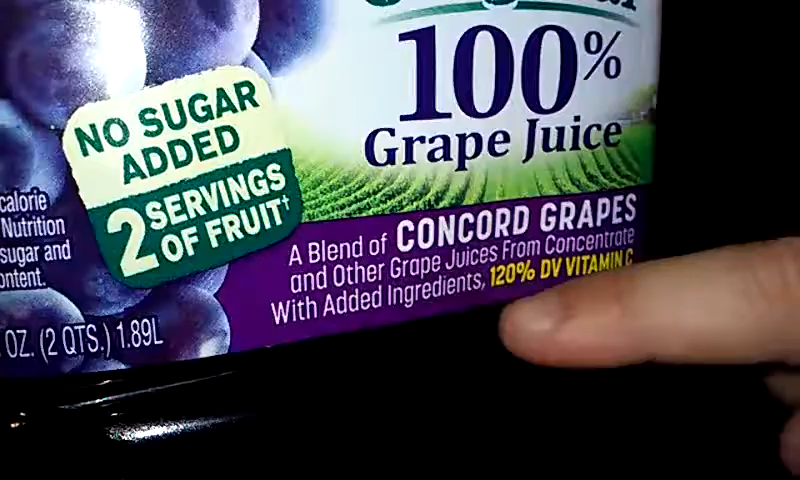 100%
Grape Juice
NO SUGAR
ADDED
2 SERVINGS
OF FRUIT†
calorie
Nutrition
sugar and
ontent.
A Blend of CONCORD GRAPES
and Other Grape Juices From Concentrate
With Added Ingredients, 120% DV VITAMIN C
OZ. (2 QTS.) 1.89L